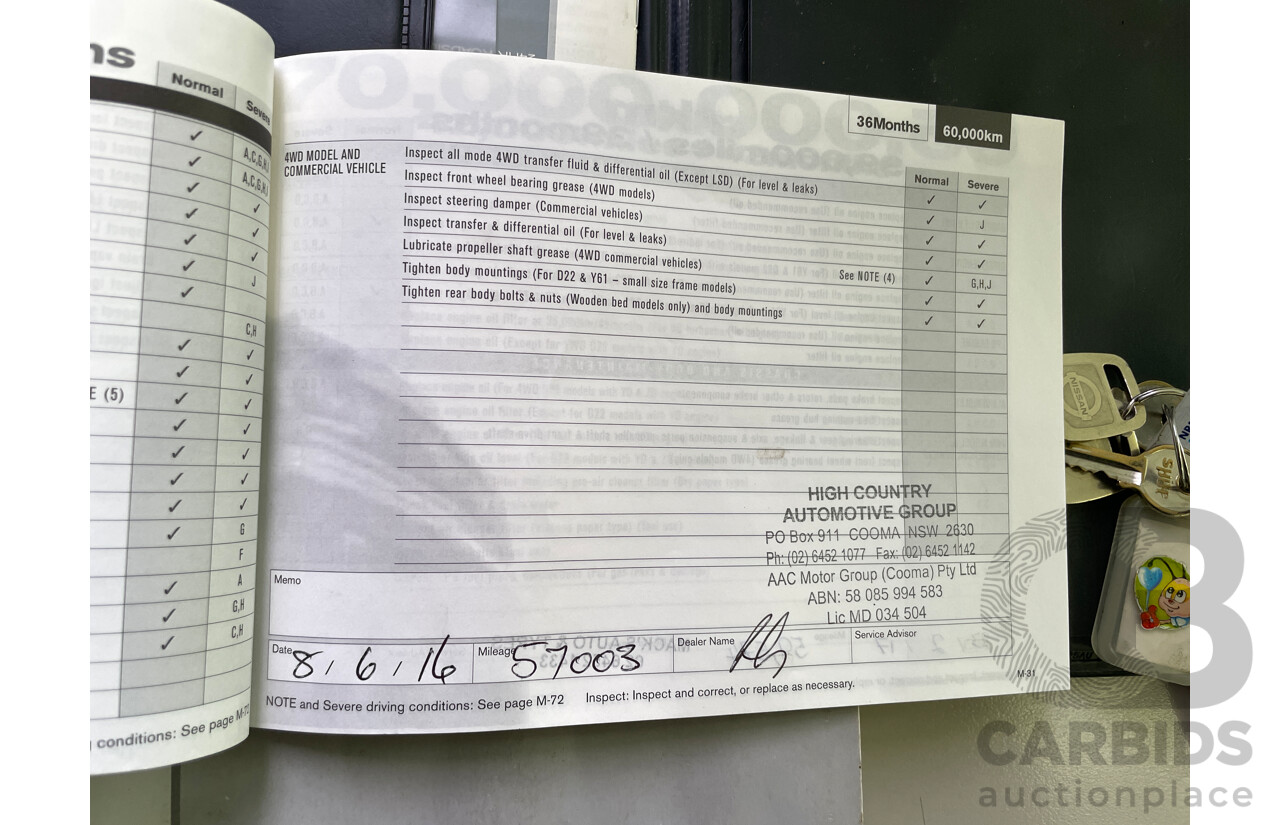 ns
Normal
Severe
✓ A,C,G,H,J
✓ A,C,G,H,J
✓ ✓
✓ ✓
✓ ✓
✓ J
✓
C,H
✓ ✓
✓ ✓
E (5) ✓ ✓
✓ ✓
✓ ✓
✓ ✓
✓ ✓
✓ G
F
✓ A
✓ G,H
✓ C,H
conditions: See page M-72
36Months 60,000km
Normal Severe
4WD MODEL AND
COMMERCIAL VEHICLE
Inspect all mode 4WD transfer fluid & differential oil (Except LSD) (For level & leaks) ✓ ✓
Inspect front wheel bearing grease (4WD models) ✓ J
Inspect steering damper (Commercial vehicles) ✓ ✓
Inspect transfer & differential oil (For level & leaks) ✓ ✓
Lubricate propeller shaft grease (4WD commercial vehicles) See NOTE (4) ✓ G,H,J
Tighten body mountings (For D22 & Y61 – small size frame models) ✓ ✓
Tighten rear body bolts & nuts (Wooden bed models only) and body mountings ✓ ✓
HIGH COUNTRY
AUTOMOTIVE GROUP
PO Box 911 COOMA NSW 2630
Ph: (02) 6452 1077 Fax: (02) 6452 1142
AAC Motor Group (Cooma) Pty Ltd
ABN: 58 085 994 583
Lic MD 034 504
Memo
Date 8/6/16 Mileage 57003 Dealer Name Service Advisor
NOTE and Severe driving conditions: See page M-72 Inspect: Inspect and correct, or replace as necessary.
M-31
NISSAN
CB
CARBIDS
auctionplace